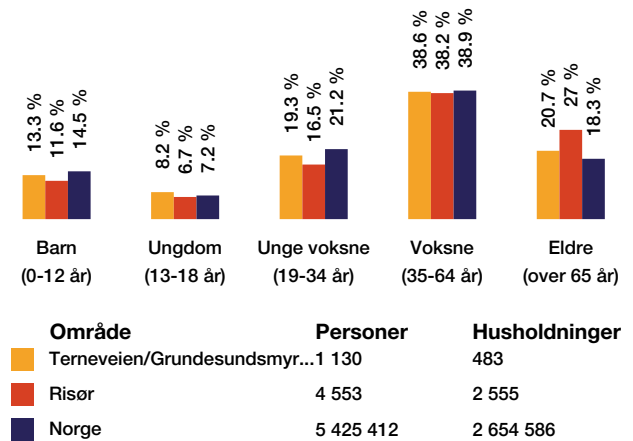 13.3 % 11.6 % 14.5 % 8.2 % 6.7 % 7.2 % 19.3 % 16.5 % 21.2 % 38.6 % 38.2 % 38.9 % 20.7 % 27 % 18.3 %
Barn Ungdom Unge voksne Voksne Eldre
(0-12 år) (13-18 år) (19-34 år) (35-64 år) (over 65 år)
Område Personer Husholdninger
Terneveien/Grundesundsmyr... 1 130 483
Risør 4 553 2 555
Norge 5 425 412 2 654 586